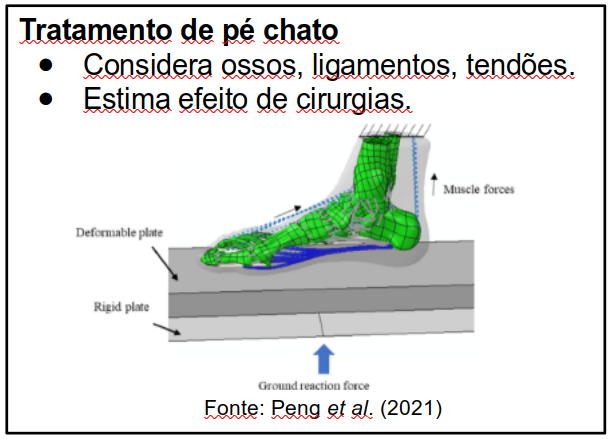 Tratamento de pé chato
● Considera ossos, ligamentos, tendões.
● Estima efeito de cirurgias.
Muscle forces
Deformable plate
Rigid plate
Ground reaction force
Fonte: Peng et al. (2021)